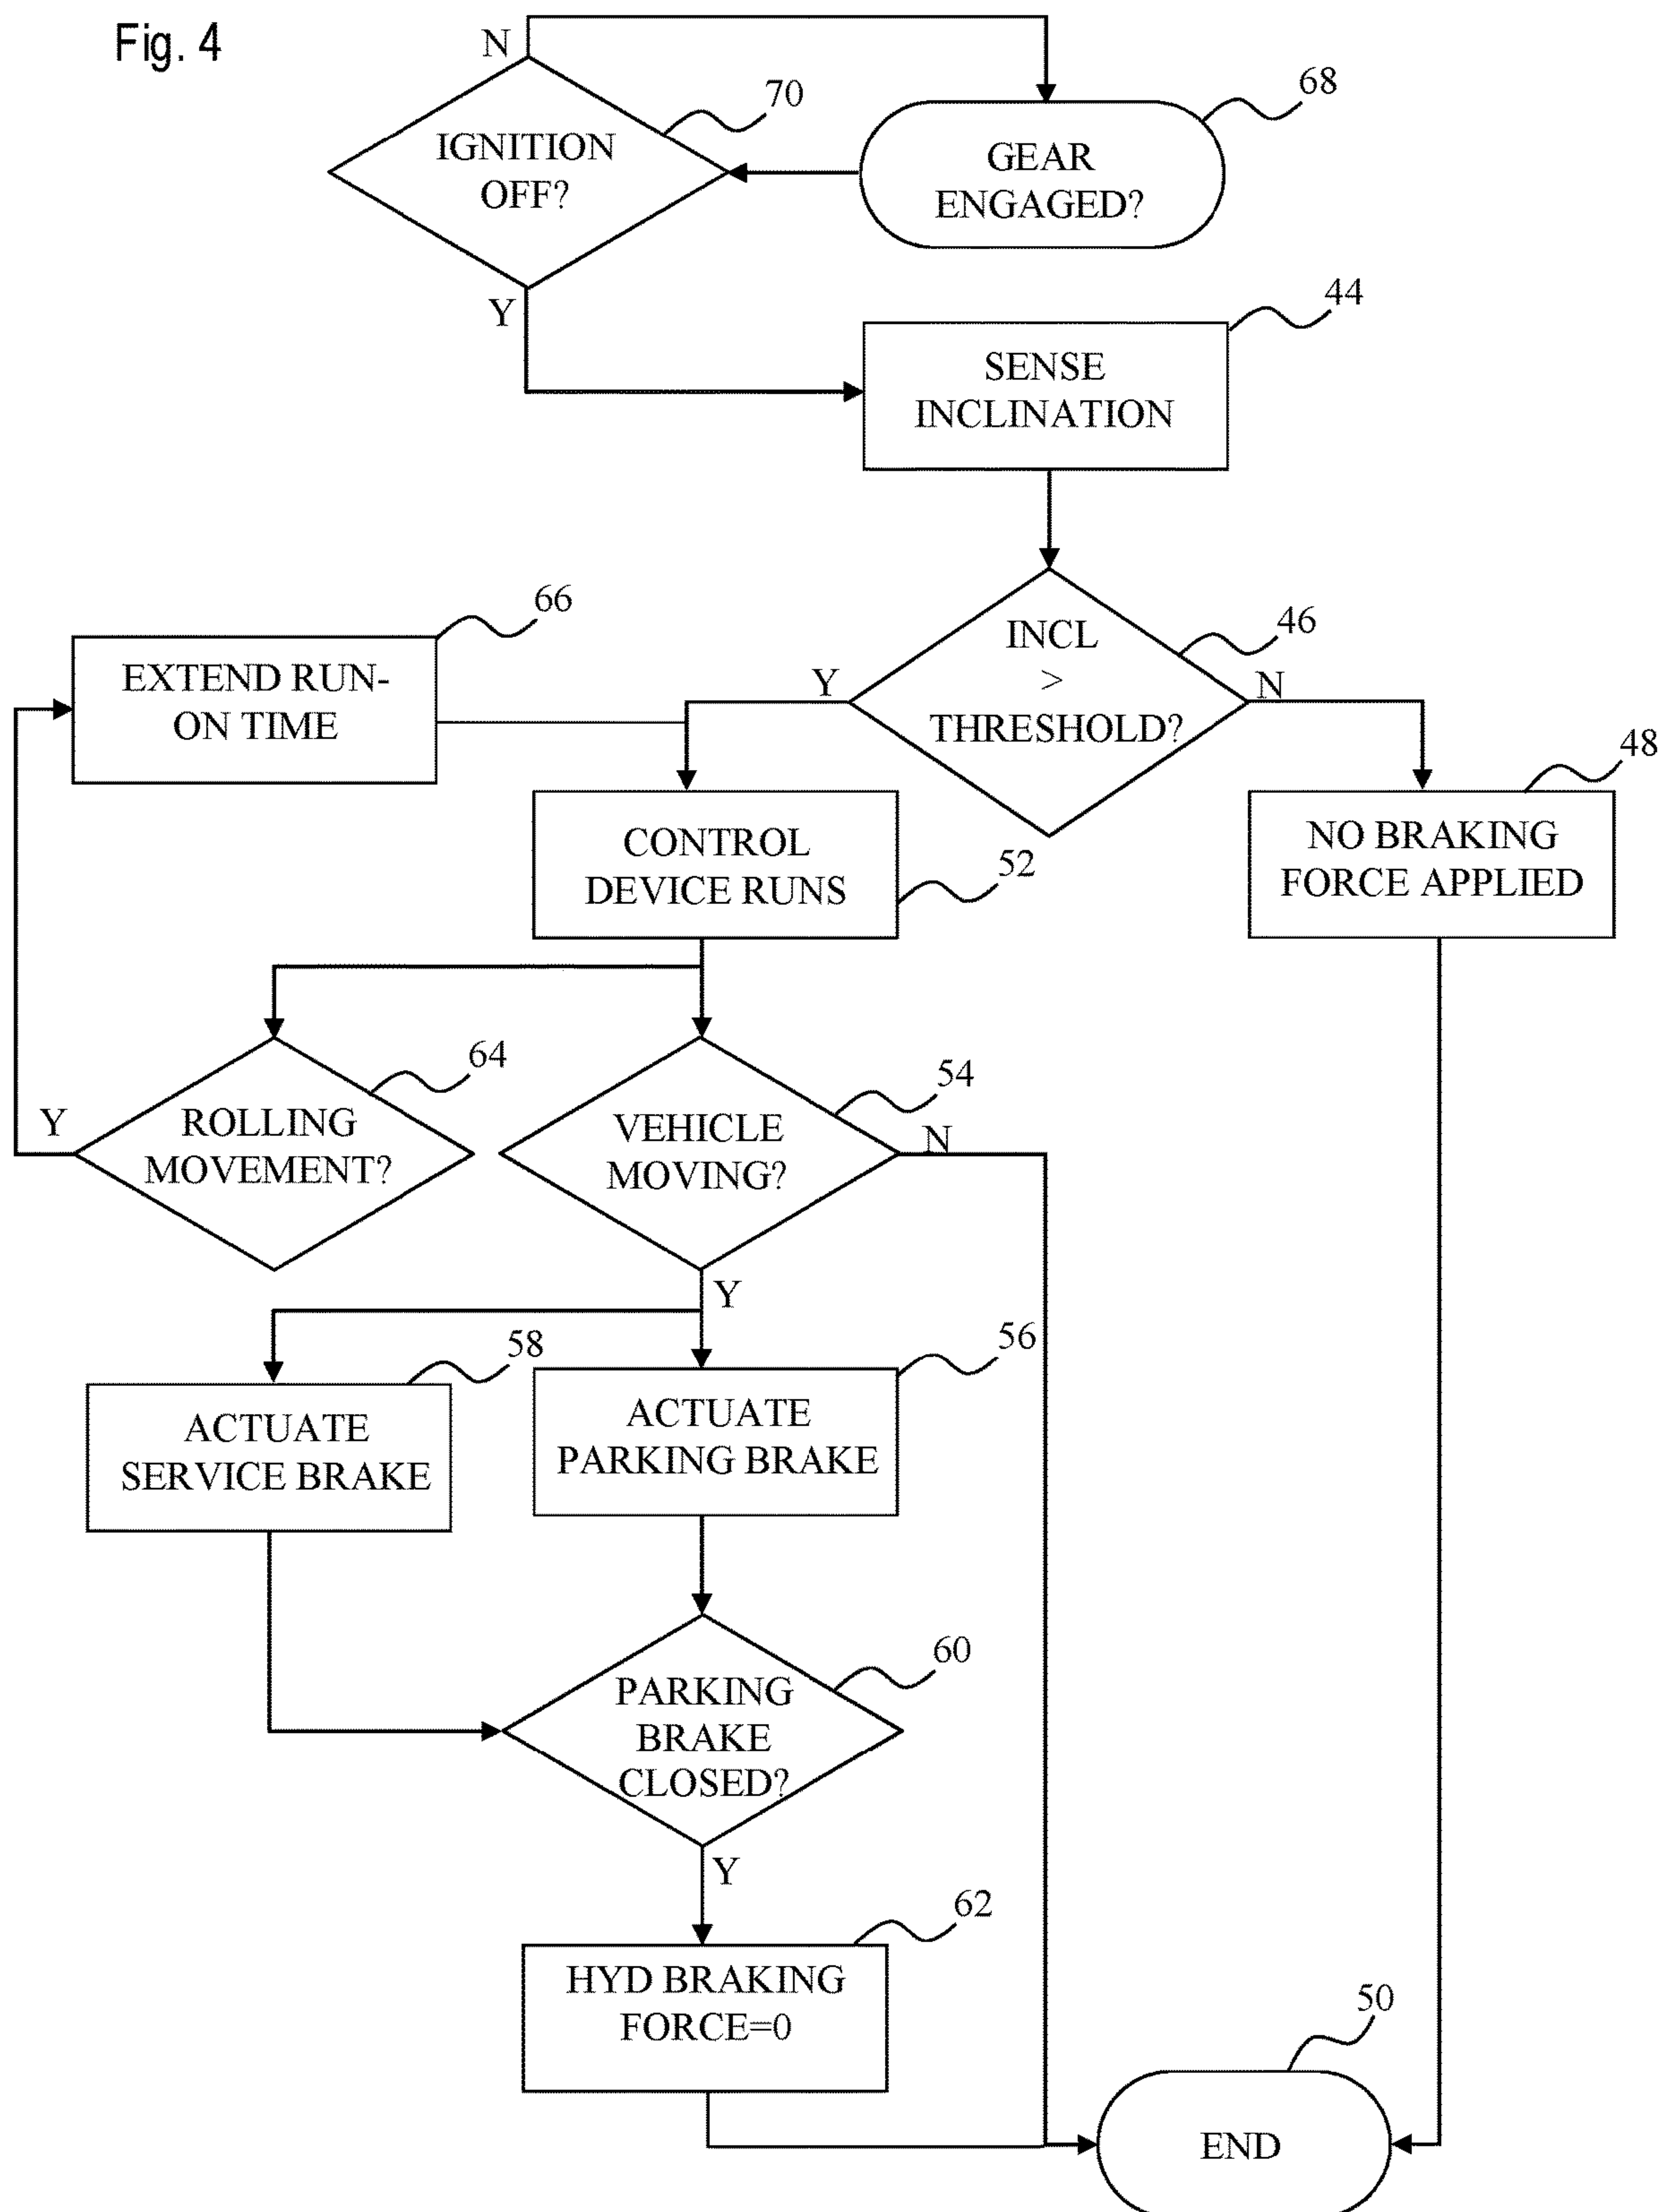 Fig. 4
N
70
68
IGNITION
OFF?
GEAR
ENGAGED?
Y
44
SENSE
INCLINATION
66
EXTEND RUN-
ON TIME
46
INCL
>
THRESHOLD?
Y
N
48
CONTROL
DEVICE RUNS
52
NO BRAKING
FORCE APPLIED
64
54
Y
ROLLING
MOVEMENT?
VEHICLE
MOVING?
N
Y
58
56
ACTUATE
SERVICE BRAKE
ACTUATE
PARKING BRAKE
60
PARKING
BRAKE
CLOSED?
Y
62
HYD BRAKING
FORCE=0
50
END